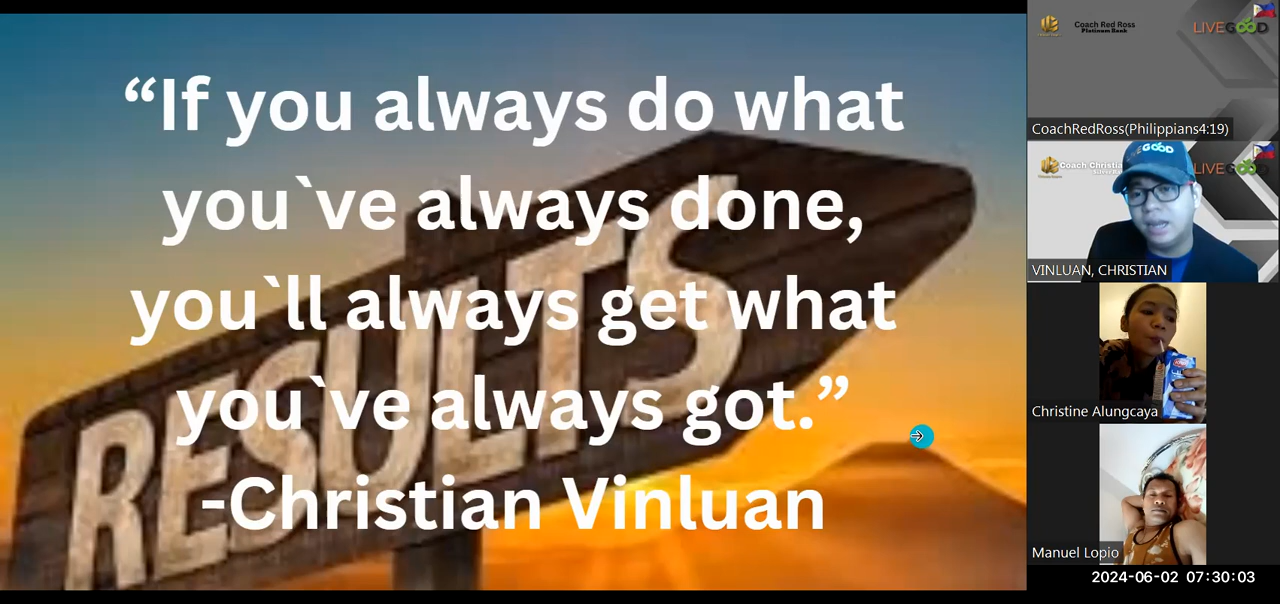 “If you always do what
you`ve always done,
you`ll always get what
you`ve always got.”
-Christian Vinluan
RESULTS
Coach Red Ross
Platinum Rank
LIVEGOOD
CoachRedRoss(Philippians4:19)
Coach Christia
LIVEGOOD
VINLUAN, CHRISTIAN
Christine Alungcaya
Manuel Lopio
2024-06-02 07:30:03